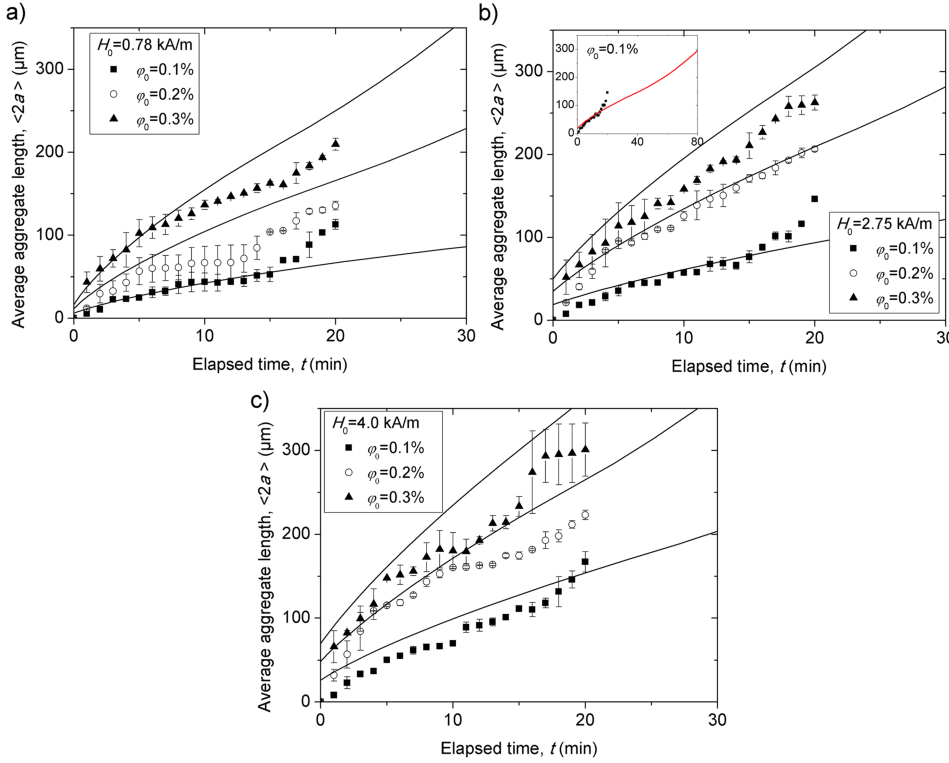 a)
H₀=0.78 kA/m
φ₀=0.1%
φ₀=0.2%
φ₀=0.3%
Average aggregate length, <2a > (μm)
300
200
100
0
0 10 20 30
Elapsed time, t (min)
b)
φ₀=0.1%
300
200
100
0
0 40 80
H₀=2.75 kA/m
φ₀=0.1%
φ₀=0.2%
φ₀=0.3%
Average aggregate length, <2a > (μm)
300
200
100
0
0 10 20 30
Elapsed time, t (min)
c)
H₀=4.0 kA/m
φ₀=0.1%
φ₀=0.2%
φ₀=0.3%
Average aggregate length, <2a > (μm)
300
200
100
0
0 10 20 30
Elapsed time, t (min)